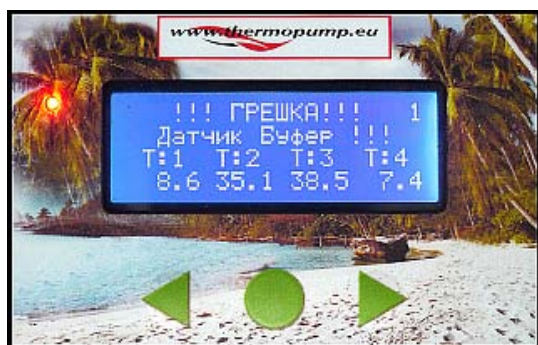 www.thermopump.eu
!!! ГРЕШКА!!! 1
Датчик Буфер !!!
T:1 T:2 T:3 T:4
8.6 35.1 38.5 7.4